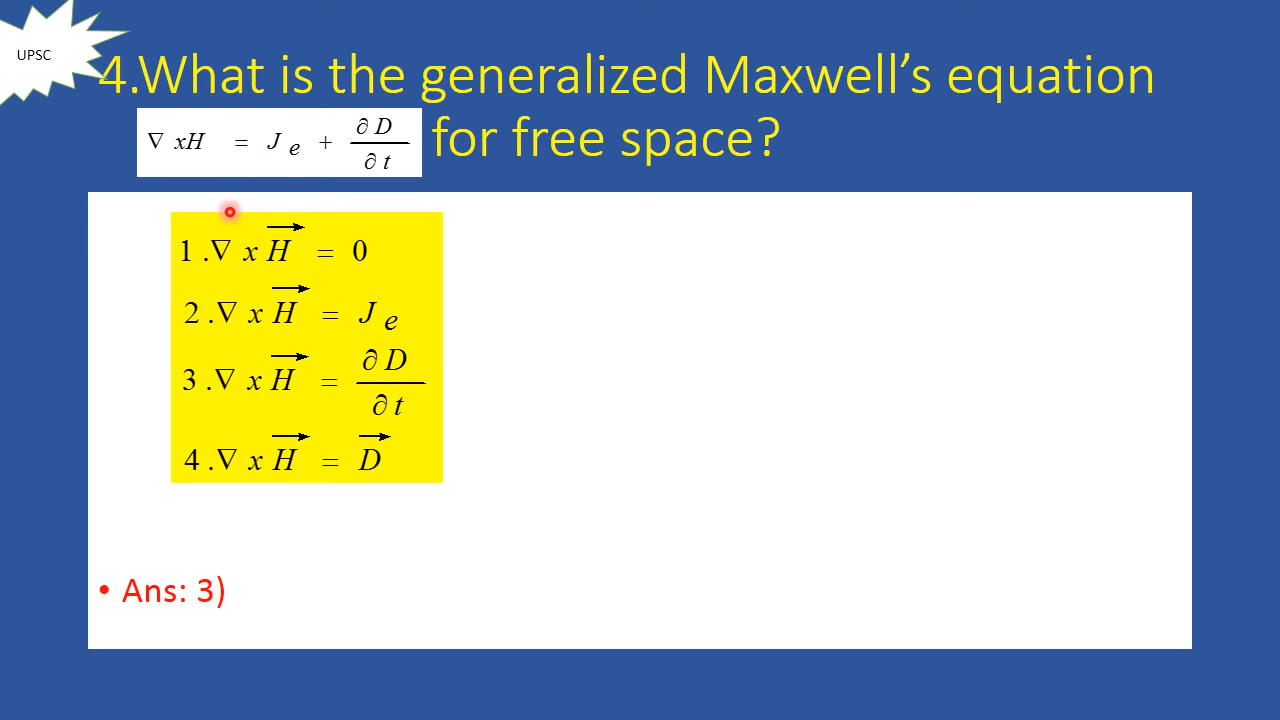 UPSC
4.What is the generalized Maxwell’s equation
∇ xH = J e + ∂ D / ∂ t for free space?
1 .∇ x H⃗ = 0
2 .∇ x H⃗ = J e
3 .∇ x H⃗ = ∂ D / ∂ t
4 .∇ x H⃗ = D⃗
• Ans: 3)